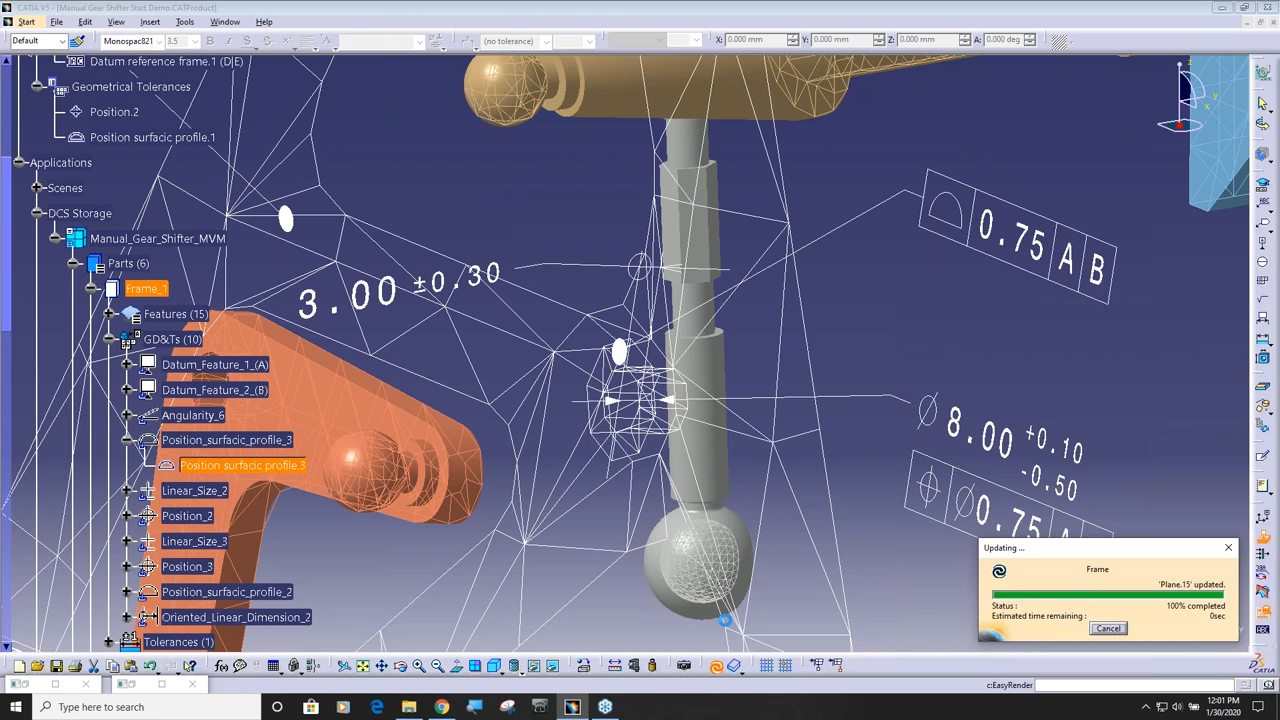 CATIA V5 - [Manual Gear Shifter Start Demo.CATProduct]
Start File Edit View Insert Tools Window Help
Default Monospac821 3.5 B I S S A (no tolerance) X: 0.000 mm Y: 0.000 mm Z: 0.000 mm A: 0.000 deg
Datum reference frame.1 (D|E)
Geometrical Tolerances
Position.2
Position surfacic profile.1
Applications
Scenes
DCS Storage
Manual_Gear_Shifter_MVM
Parts (6)
Frame_1
Features (15)
GD&Ts (10)
Datum_Feature_1_(A)
Datum_Feature_2_(B)
Angularity_6
Position_surfacic_profile_3
Position surfacic profile.3
Linear_Size_2
Position_2
Linear_Size_3
Position_3
Position_surfacic_profile_2
Oriented_Linear_Dimension_2
Tolerances (1)
z
y
x
0.75 A B
3.00 ±0.30
Ø 8.00 +0.10
-0.50
Ø0.75 A
Updating ...
Frame
'Plane.15' updated.
Status : 100% completed
Estimated time remaining : 0sec
Cancel
f(x)
CATIA
c:EasyRender
Type here to search
12:01 PM
1/30/2020